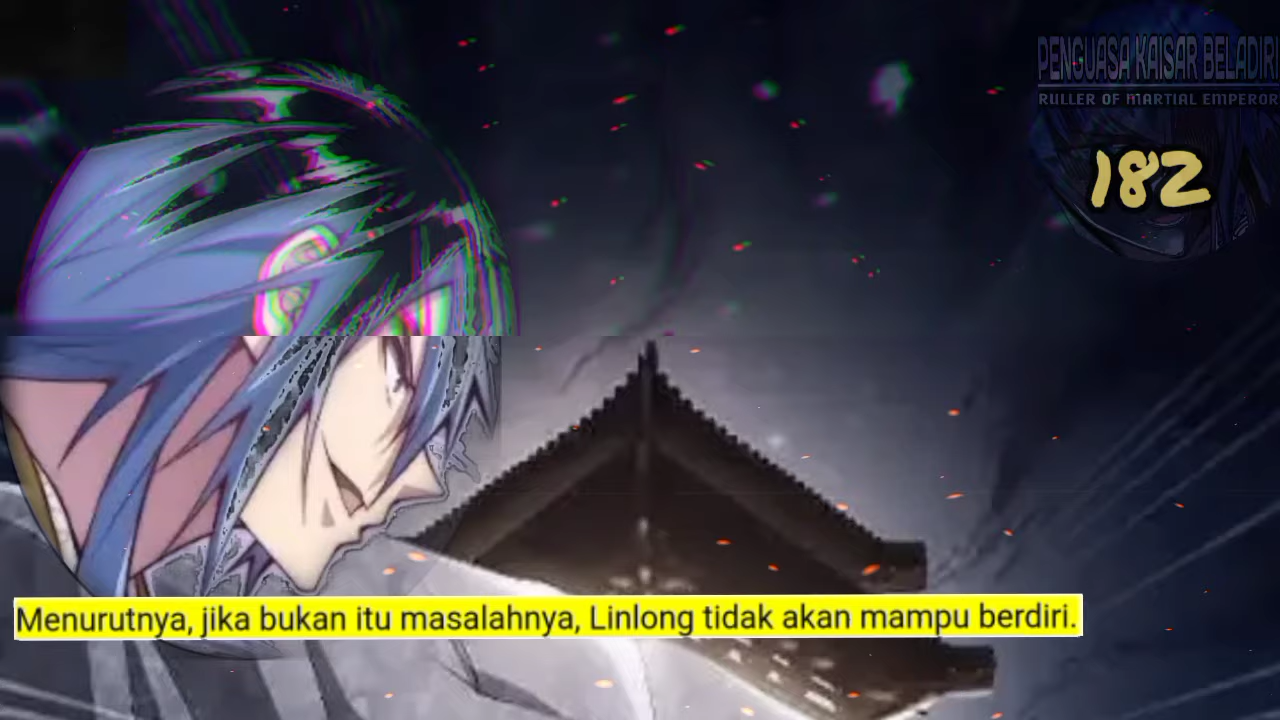 PENGUASA KAISAR BELADIRI
RULLER OF MARTIAL EMPEROR
182
Menurutnya, jika bukan itu masalahnya, Linlong tidak akan mampu berdiri.